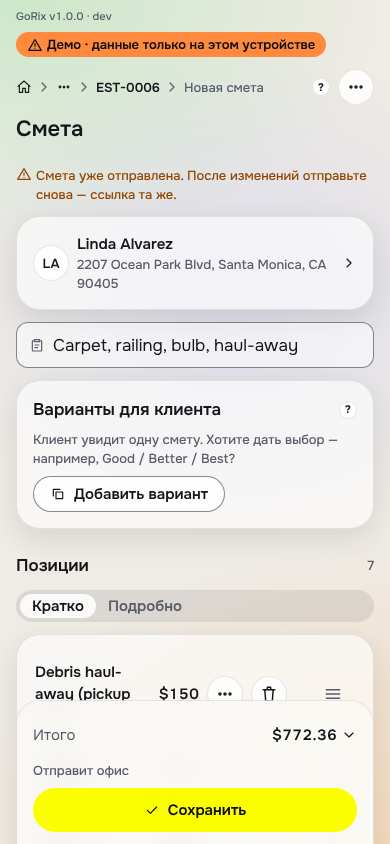 GoRix v1.0.0 · dev
Демо · данные только на этом устройстве
EST-0006 Новая смета ?
Смета
Смета уже отправлена. После изменений отправьте
снова — ссылка та же.
Linda Alvarez
LA
2207 Ocean Park Blvd, Santa Monica, CA
90405
Carpet, railing, bulb, haul-away
Варианты для клиента ?
Клиент увидит одну смету. Хотите дать выбор —
например, Good / Better / Best?
Добавить вариант
Позиции 7
Кратко Подробно
Debris haul-
away (pickup $150
Итого $772.36
Отправит офис
Сохранить